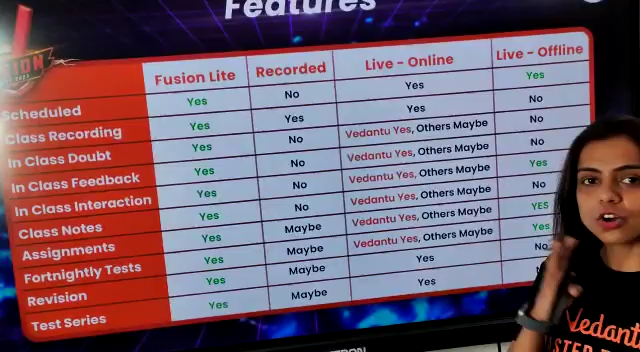 Features
Fusion Lite Recorded Live - Online Live - Offline
Scheduled Yes No Yes Yes
Class Recording Yes Yes Yes No
In Class Doubt Yes No Vedantu Yes, Others Maybe No
In Class Feedback Yes No Vedantu Yes, Others Maybe No
In Class Interaction Yes No Vedantu Yes, Others Maybe Yes
Class Notes Yes No Vedantu Yes, Others Maybe No
Assignments Yes Maybe Vedantu Yes, Others Maybe YES
Fortnightly Tests Yes Maybe Vedantu Yes, Others Maybe Yes
Revision Yes Maybe Yes No
Test Series Yes Maybe Yes
Vedant